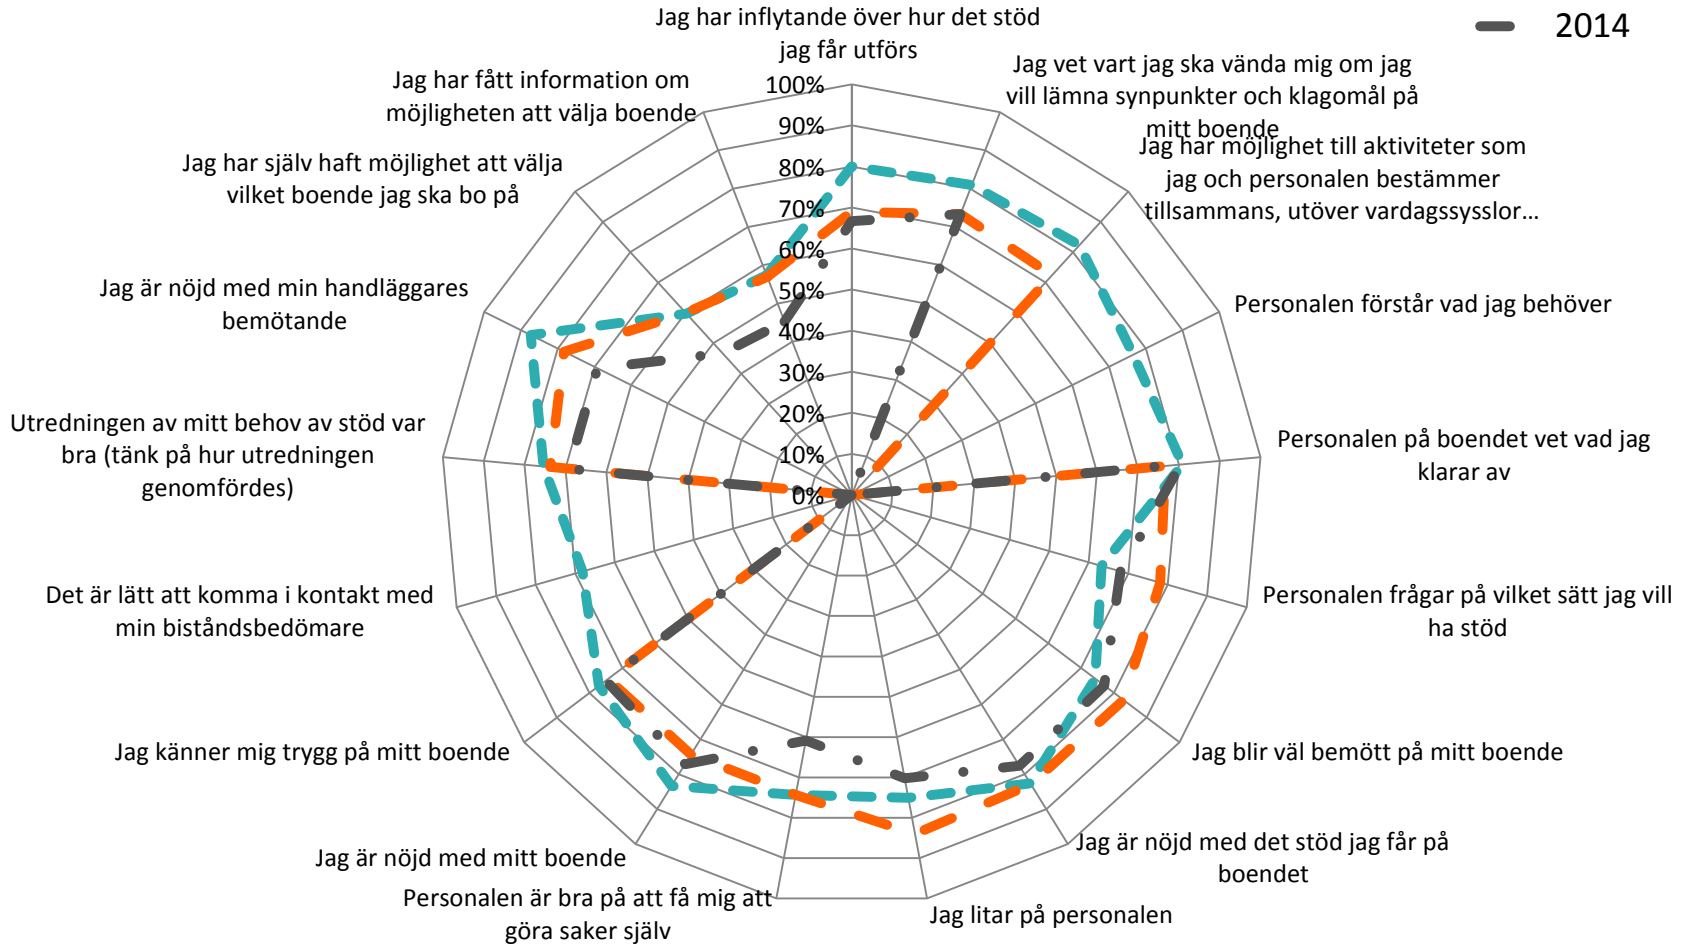 2014
Jag har inflytande över hur det stöd
jag får utförs
Jag vet vart jag ska vända mig om jag
vill lämna synpunkter och klagomål på
mitt boende
Jag har möjlighet till aktiviteter som
jag och personalen bestämmer
tillsammans, utöver vardagssysslor...
Personalen förstår vad jag behöver
Personalen på boendet vet vad jag
klarar av
Personalen frågar på vilket sätt jag vill
ha stöd
Jag blir väl bemött på mitt boende
Jag är nöjd med det stöd jag får på
boendet
Jag litar på personalen
Personalen är bra på att få mig att
göra saker själv
Jag är nöjd med mitt boende
Jag känner mig trygg på mitt boende
Det är lätt att komma i kontakt med
min biståndsbedömare
Utredningen av mitt behov av stöd var
bra (tänk på hur utredningen
genomfördes)
Jag är nöjd med min handläggares
bemötande
Jag har själv haft möjlighet att välja
vilket boende jag ska bo på
Jag har fått information om
möjligheten att välja boende
100%
90%
80%
70%
60%
50%
40%
30%
20%
10%
0%